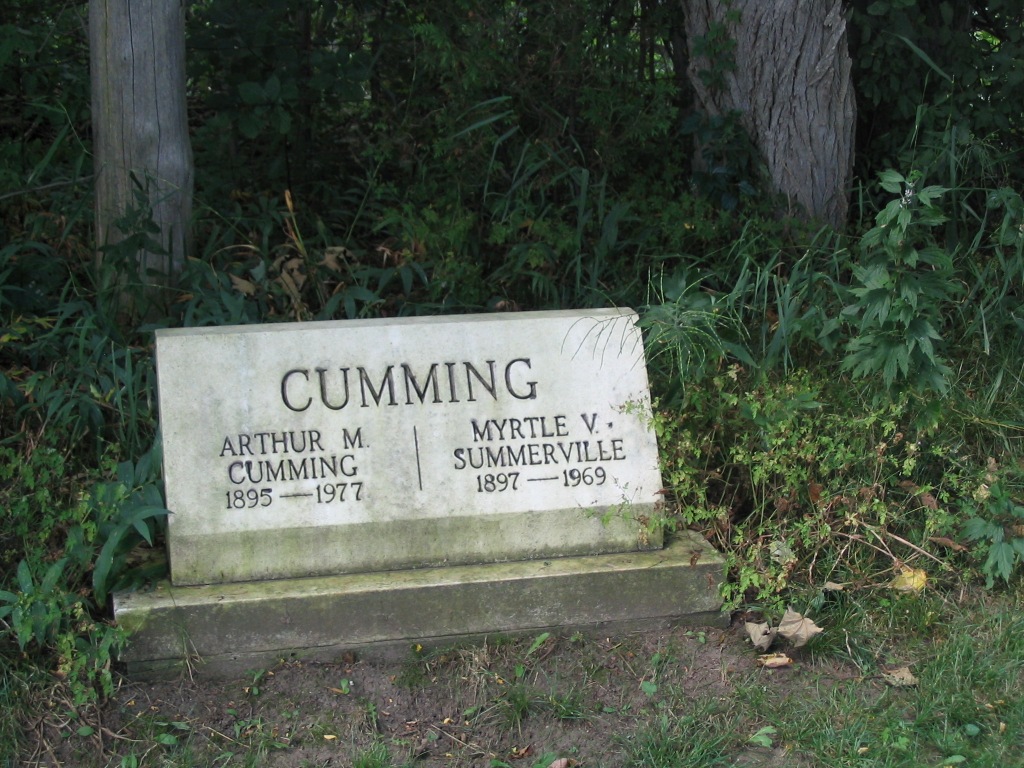 CUMMING
ARTHUR M.
CUMMING
1895 — 1977
MYRTLE V.
SUMMERVILLE
1897 — 1969